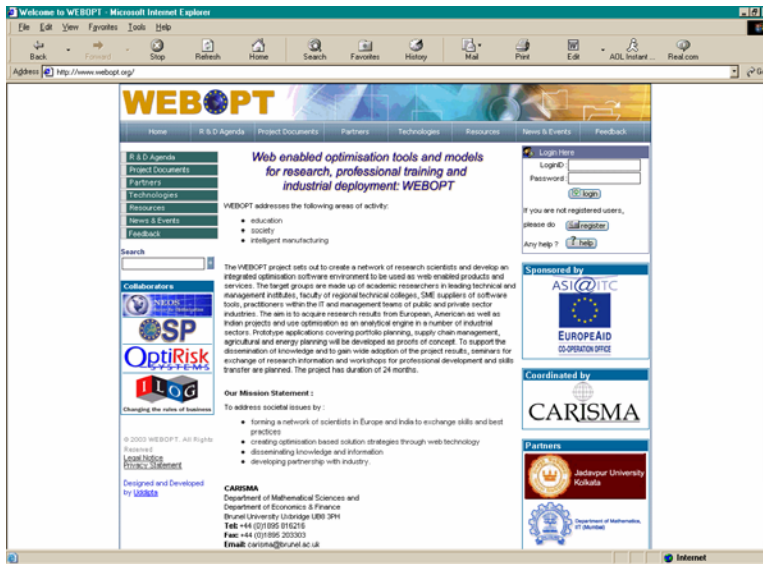 Welcome to WEBOPT - Microsoft Internet Explorer
File Edit View Favorites Tools Help
Back Forward Stop Refresh Home Search Favorites History Mail Print Edit AOL Instant ... Real.com
Address http://www.webopt.org/
WEBOPT
Home R & D Agenda Project Documents Partners Technologies Resources News & Events Feedback
R & D Agenda
Project Documents
Partners
Technologies
Resources
News & Events
Feedback
Search
Collaborators
NEOS
OSP
OptiRisk
SYSTEMS
ILOG
Changing the rules of business
© 2003 WEBOPT. All Rights
Reserved
Legal Notice
Privacy Statement
Designed and Developed
by Uddipta
Web enabled optimisation tools and models
for research, professional training and
industrial deployment: WEBOPT
WEBOPT addresses the following areas of activity:
education
society
intelligent manufacturing
The WEBOPT project sets out to create a network of research scientists and develop an
integrated optimisation software environment to be used as web enabled products and
services. The target groups are made up of academic researchers in leading technical and
management institutes, faculty of regional technical colleges, SME suppliers of software
tools, practitioners within the IT and management teams of public and private sector
industries. The aim is to acquire research results from European, American as well as
Indian projects and use optimisation as an analytical engine in a number of industrial
sectors. Prototype applications covering portfolio planning, supply chain management,
agricultural and energy planning will be developed as proofs of concept. To support the
dissemination of knowledge and to gain wide adoption of the project results, seminars for
exchange of research information and workshops for professional development and skills
transfer are planned. The project has duration of 24 months.
Our Mission Statement :
To address societal issues by :
forming a network of scientists in Europe and India to exchange skills and best
practices
creating optimisation based solution strategies through web technology
disseminating knowledge and information
developing partnership with industry.
CARISMA
Department of Mathematical Sciences and
Department of Economics & Finance
Brunel University Uxbridge UB8 3PH
Tel: +44 (0)1895 816216
Fax: +44 (0)1895 203303
Email: carisma@brunel.ac.uk
Login Here
LoginID :
Password :
login
If you are not registered users,
please do register
Any help ? help
Sponsored by
ASI@ITC
EUROPEAID
CO-OPERATION OFFICE
Coordinated by
CARISMA
Partners
Jadavpur University
Kolkata
Department of Mathematics,
IIT (Mumbai)
Internet